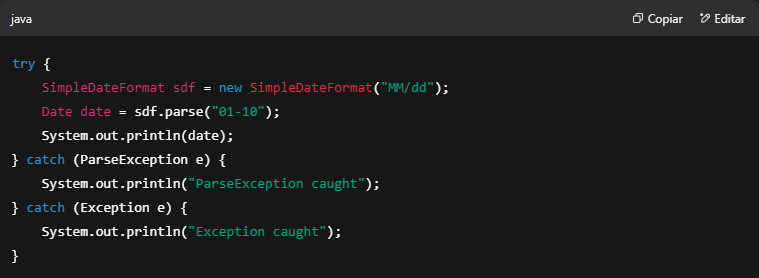 java Copiar Editar
try {
    SimpleDateFormat sdf = new SimpleDateFormat("MM/dd");
    Date date = sdf.parse("01-10");
    System.out.println(date);
} catch (ParseException e) {
    System.out.println("ParseException caught");
} catch (Exception e) {
    System.out.println("Exception caught");
}